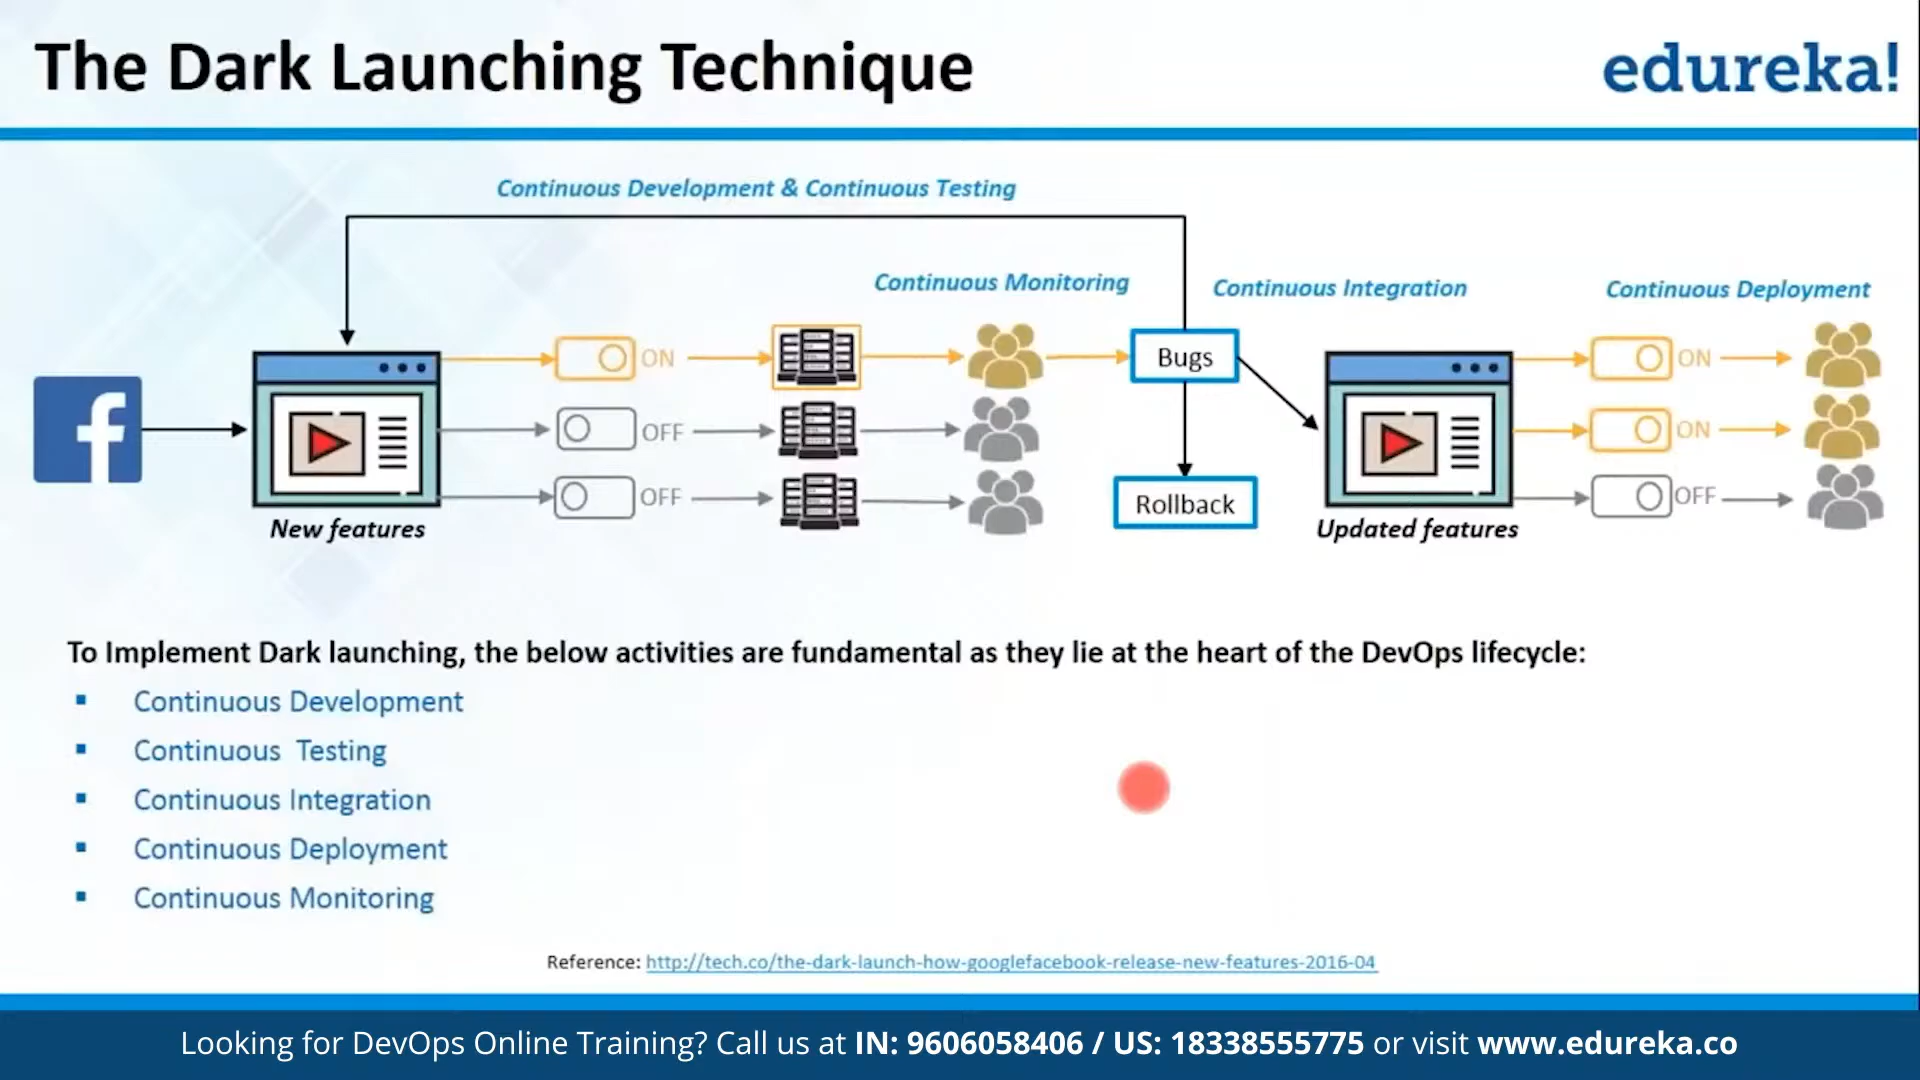 The Dark Launching Technique
edureka!
Continuous Development & Continuous Testing
Continuous Monitoring
Continuous Integration
Continuous Deployment
ON
OFF
OFF
Bugs
Rollback
ON
ON
OFF
f
New features
Updated features
To Implement Dark launching, the below activities are fundamental as they lie at the heart of the DevOps lifecycle:
Continuous Development
Continuous Testing
Continuous Integration
Continuous Deployment
Continuous Monitoring
Reference: http://tech.co/the-dark-launch-how-googlefacebook-release-new-features-2016-04
Looking for DevOps Online Training? Call us at IN: 9606058406 / US: 18338555775 or visit www.edureka.co